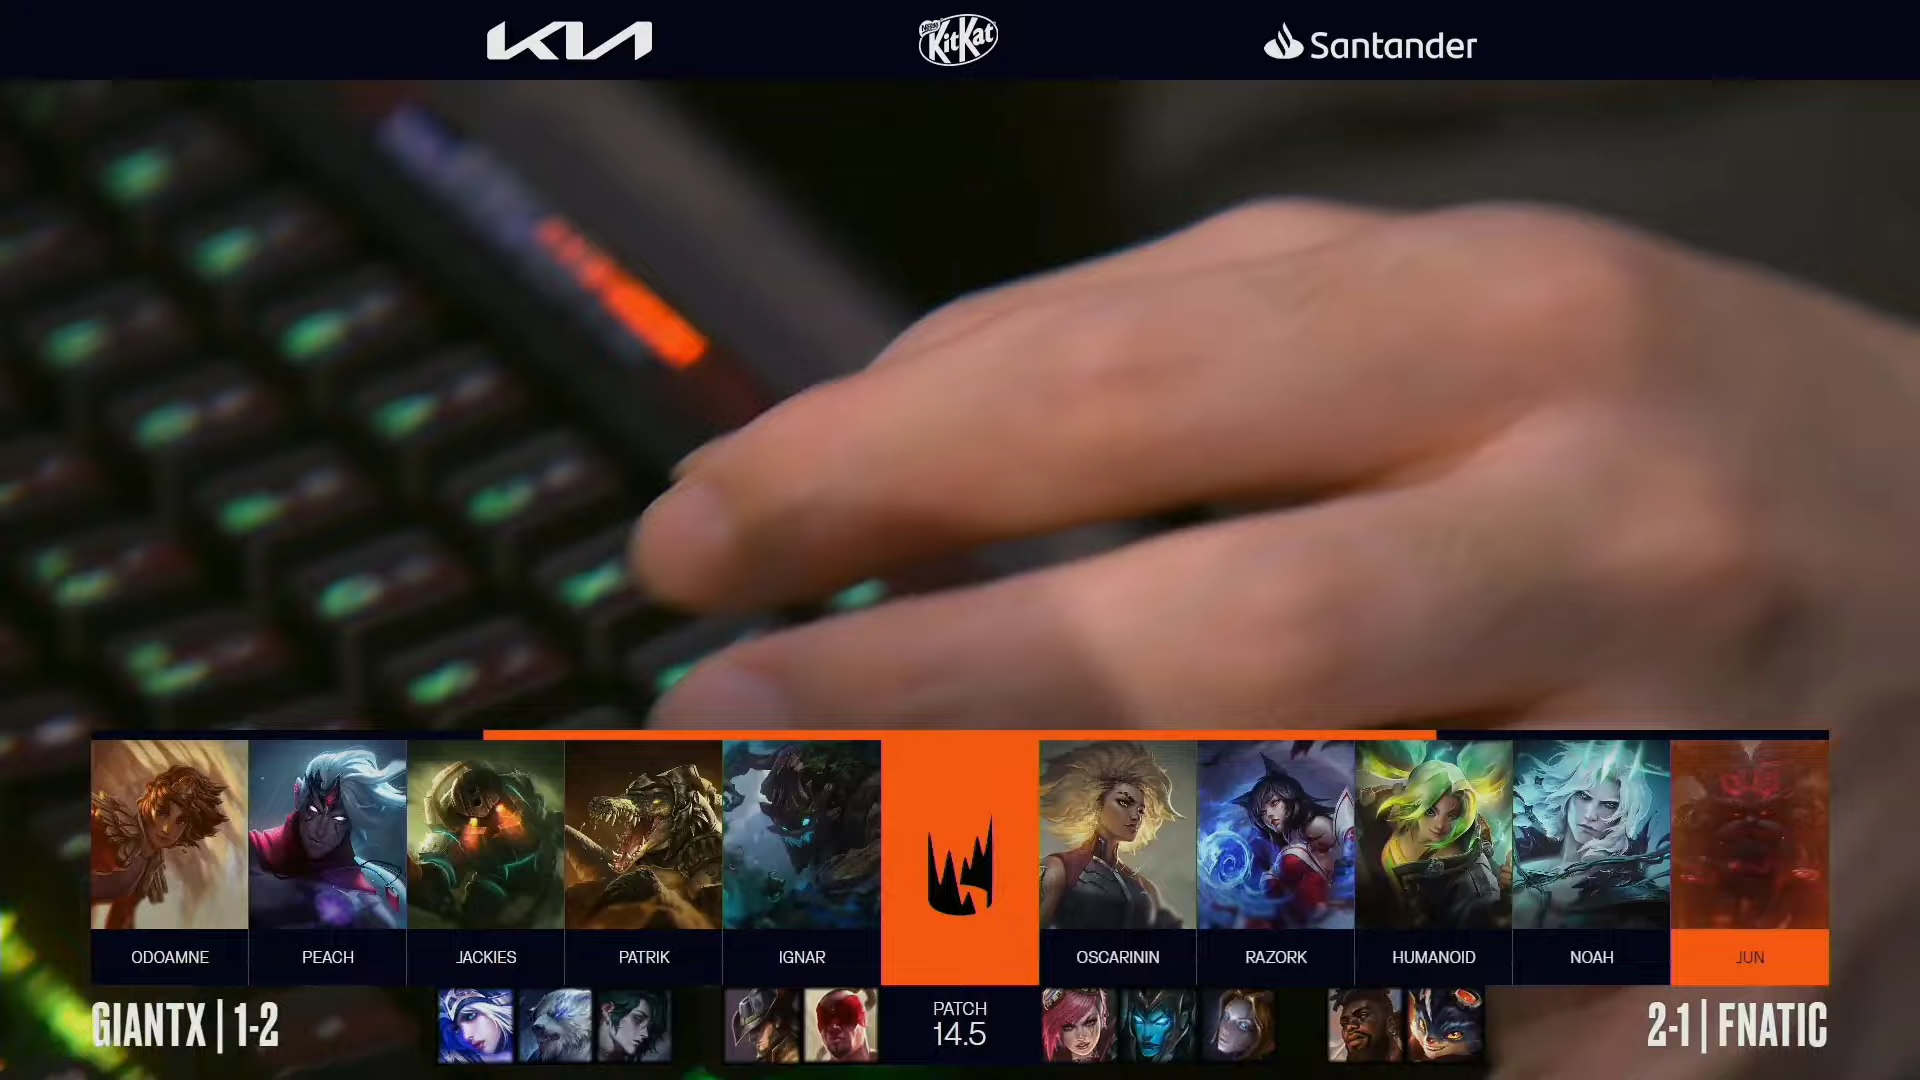 KIA
Nestlé KitKat
Santander
ODOAMNE
PEACH
JACKIES
PATRIK
IGNAR
OSCARININ
RAZORK
HUMANOID
NOAH
JUN
GIANTX | 1-2
PATCH
14.5
2-1 | FNATIC